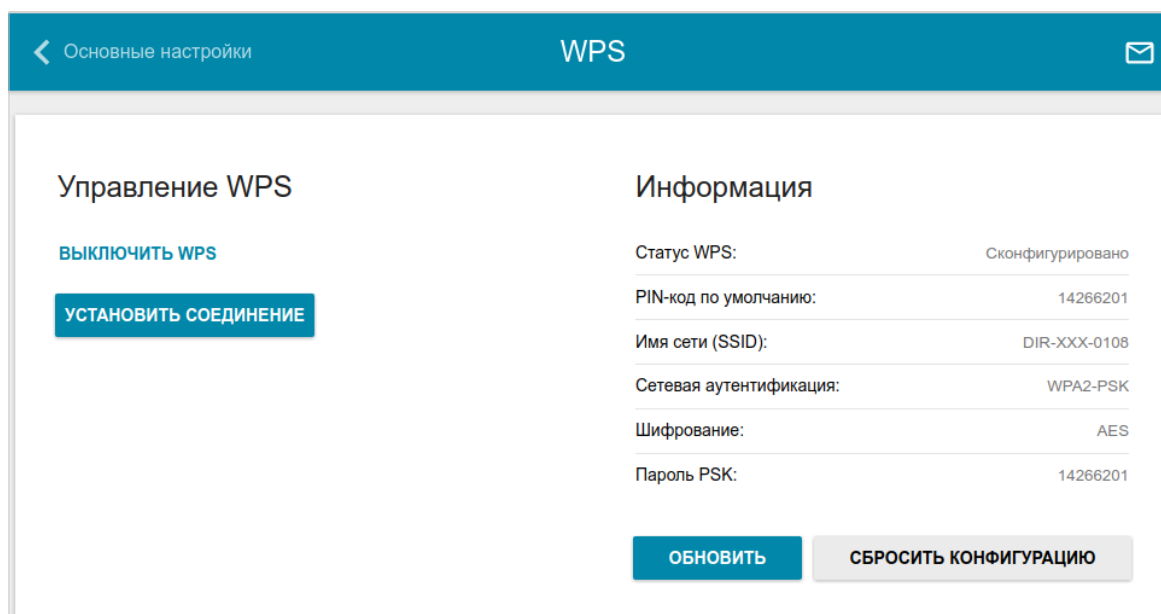 Основные настройки
WPS
Управление WPS
ВЫКЛЮЧИТЬ WPS
УСТАНОВИТЬ СОЕДИНЕНИЕ
Информация
Статус WPS: Сконфигурировано
PIN-код по умолчанию: 14266201
Имя сети (SSID): DIR-XXX-0108
Сетевая аутентификация: WPA2-PSK
Шифрование: AES
Пароль PSK: 14266201
ОБНОВИТЬ
СБРОСИТЬ КОНФИГУРАЦИЮ